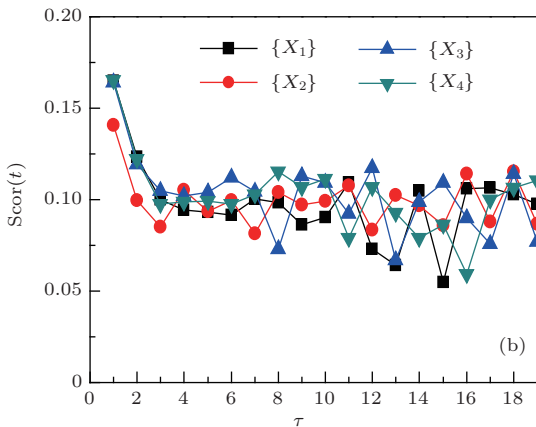 0.20
{X₁} {X₃}
{X₂} {X₄}
0.15
Scor(t)
0.10
0.05
(b)
0
0 2 4 6 8 10 12 14 16 18
τ